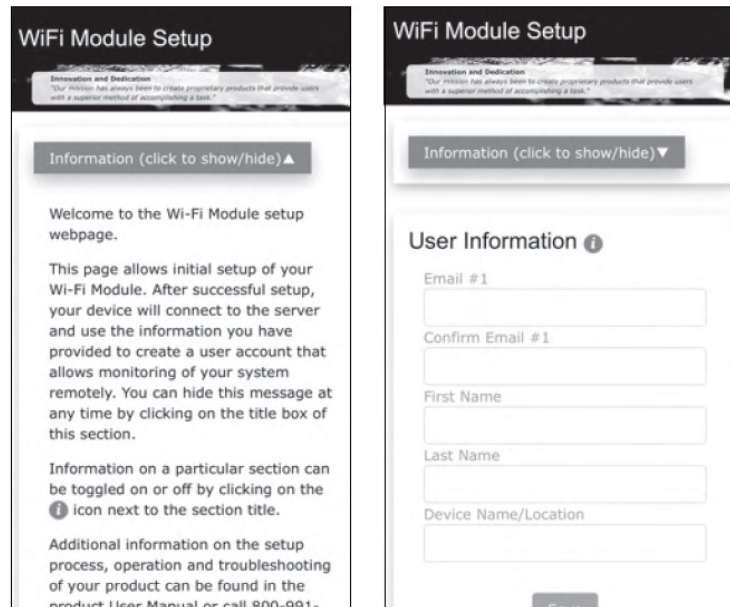 WiFi Module Setup
Innovation and Dedication
"Our mission has always been to create proprietary products that provide users
with a superior method of accomplishing a task."
Information (click to show/hide)▲
Welcome to the Wi-Fi Module setup
webpage.
This page allows initial setup of your
Wi-Fi Module. After successful setup,
your device will connect to the server
and use the information you have
provided to create a user account that
allows monitoring of your system
remotely. You can hide this message at
any time by clicking on the title box of
this section.
Information on a particular section can
be toggled on or off by clicking on the
i icon next to the section title.
Additional information on the setup
process, operation and troubleshooting
of your product can be found in the
product User Manual or call 800-991-
WiFi Module Setup
Innovation and Dedication
"Our mission has always been to create proprietary products that provide users
with a superior method of accomplishing a task."
Information (click to show/hide)▼
User Information i
Email #1
Confirm Email #1
First Name
Last Name
Device Name/Location
Save